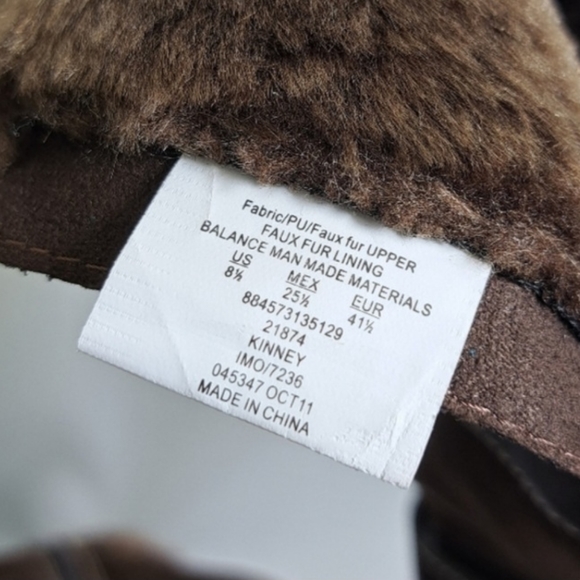 Fabric/PU/Faux fur UPPER
FAUX FUR LINING
BALANCE MAN MADE MATERIALS
US MEX EUR
8½ 25½ 41½
884573135129
21874
KINNEY
IMO/7236
045347 OCT11
MADE IN CHINA